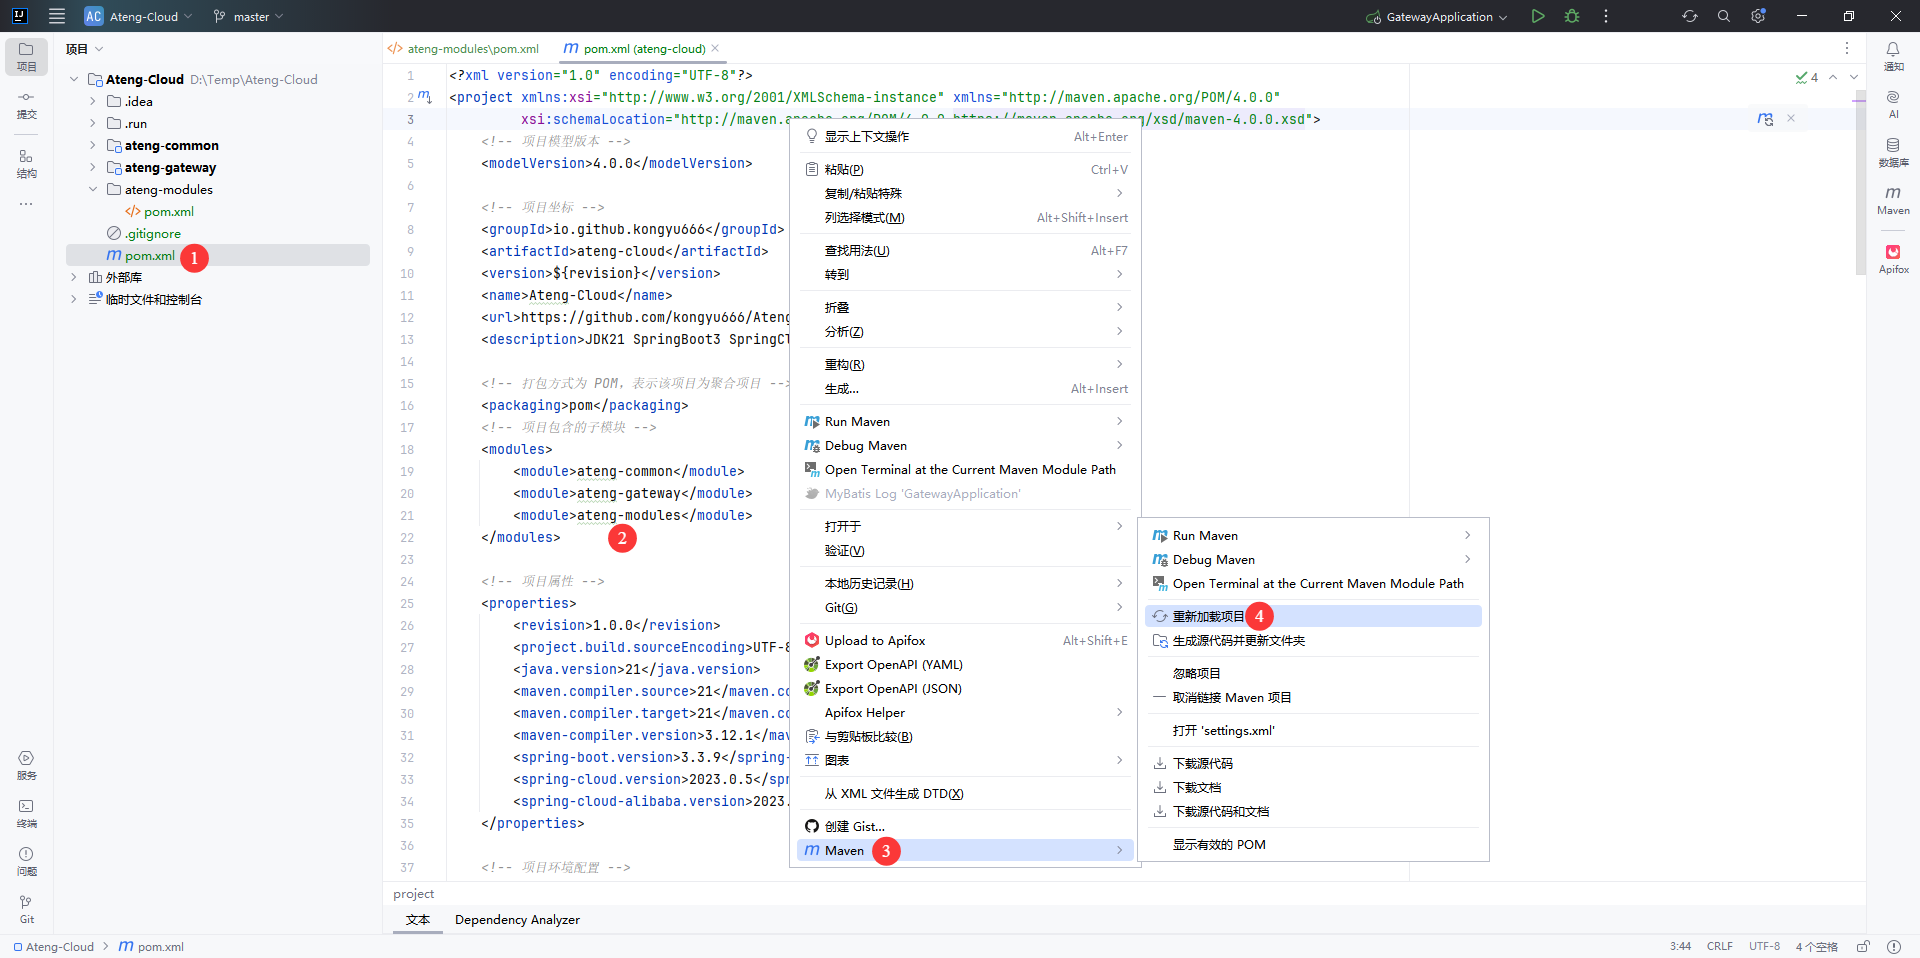 AC Ateng-Cloud master GatewayApplication
项目
Ateng-Cloud D:\Temp\Ateng-Cloud
.idea
.run
ateng-common
ateng-gateway
ateng-modules
pom.xml
.gitignore
pom.xml 1
外部库
临时文件和控制台
项目
提交
结构
服务
终端
问题
Git
ateng-modules\pom.xml
pom.xml (ateng-cloud)
4
1 <?xml version="1.0" encoding="UTF-8"?>
2 <project xmlns:xsi="http://www.w3.org/2001/XMLSchema-instance" xmlns="http://maven.apache.org/POM/4.0.0"
3 xsi:schemaLocation="http://maven.apache.org/POM/4.0.0 https://maven.apache.org/xsd/maven-4.0.0.xsd">
4 <!-- 项目模型版本 -->
5 <modelVersion>4.0.0</modelVersion>
6
7 <!-- 项目坐标 -->
8 <groupId>io.github.kongyu666</groupId>
9 <artifactId>ateng-cloud</artifactId>
10 <version>${revision}</version>
11 <name>Ateng-Cloud</name>
12 <url>https://github.com/kongyu666/Ateng
13 <description>JDK21 SpringBoot3 SpringCl
14
15 <!-- 打包方式为 POM，表示该项目为聚合项目 -->
16 <packaging>pom</packaging>
17 <!-- 项目包含的子模块 -->
18 <modules>
19 <module>ateng-common</module>
20 <module>ateng-gateway</module>
21 <module>ateng-modules</module>
22 </modules> 2
23
24 <!-- 项目属性 -->
25 <properties>
26 <revision>1.0.0</revision>
27 <project.build.sourceEncoding>UTF-8
28 <java.version>21</java.version>
29 <maven.compiler.source>21</maven.co
30 <maven.compiler.target>21</maven.co
31 <maven-compiler.version>3.12.1</mav
32 <spring-boot.version>3.3.9</spring-
33 <spring-cloud.version>2023.0.5</spr
34 <spring-cloud-alibaba.version>2023.
35 </properties>
36
37 <!-- 项目环境配置 -->
显示上下文操作 Alt+Enter
粘贴(P) Ctrl+V
复制/粘贴特殊
列选择模式(M) Alt+Shift+Insert
查找用法(U) Alt+F7
转到
折叠
分析(Z)
重构(R)
生成... Alt+Insert
Run Maven
Debug Maven
Open Terminal at the Current Maven Module Path
MyBatis Log 'GatewayApplication'
打开于
验证(V)
本地历史记录(H)
Git(G)
Upload to Apifox Alt+Shift+E
Export OpenAPI (YAML)
Export OpenAPI (JSON)
Apifox Helper
与剪贴板比较(B)
图表
从 XML 文件生成 DTD(X)
创建 Gist...
Maven 3
Run Maven
Debug Maven
Open Terminal at the Current Maven Module Path
重新加载项目 4
生成源代码并更新文件夹
忽略项目
取消链接 Maven 项目
打开 'settings.xml'
下载源代码
下载文档
下载源代码和文档
显示有效的 POM
通知
AI
数据库
Maven
Apifox
project
文本 Dependency Analyzer
Ateng-Cloud pom.xml
3:44 CRLF UTF-8 4 个空格